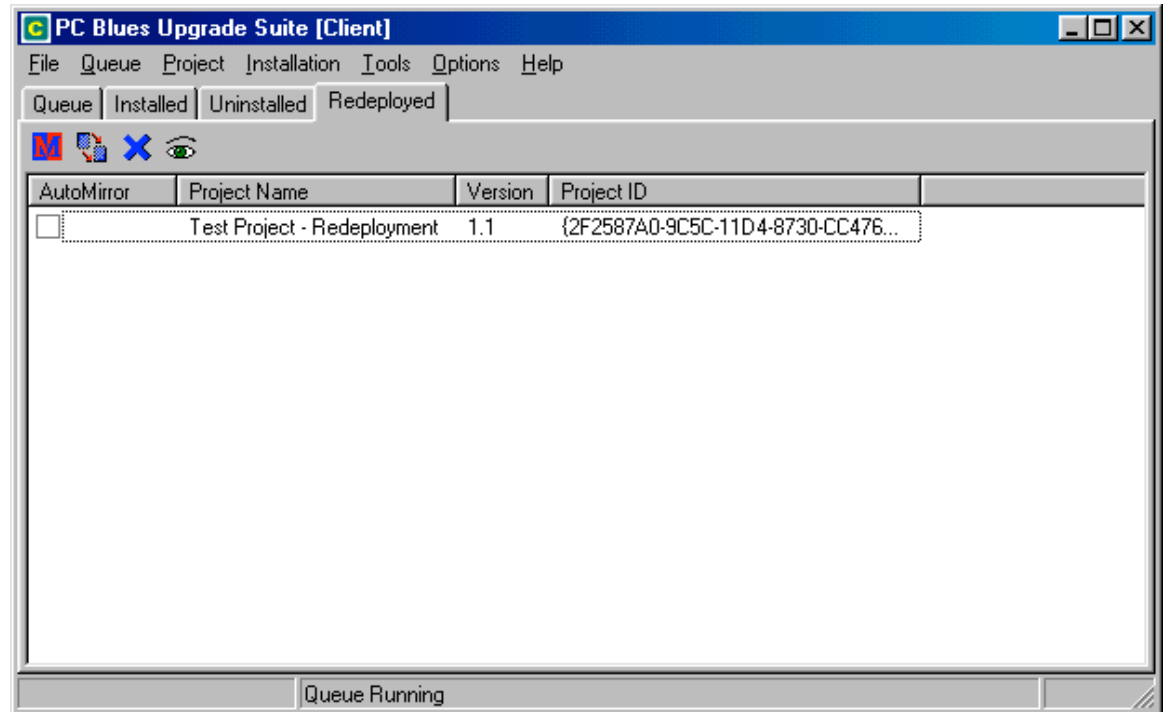 PC Blues Upgrade Suite [Client]
File Queue Project Installation Tools Options Help
Queue Installed Uninstalled Redeployed
M
AutoMirror Project Name Version Project ID
Test Project - Redeployment 1.1 {2F2587A0-9C5C-11D4-8730-CC476...
Queue Running